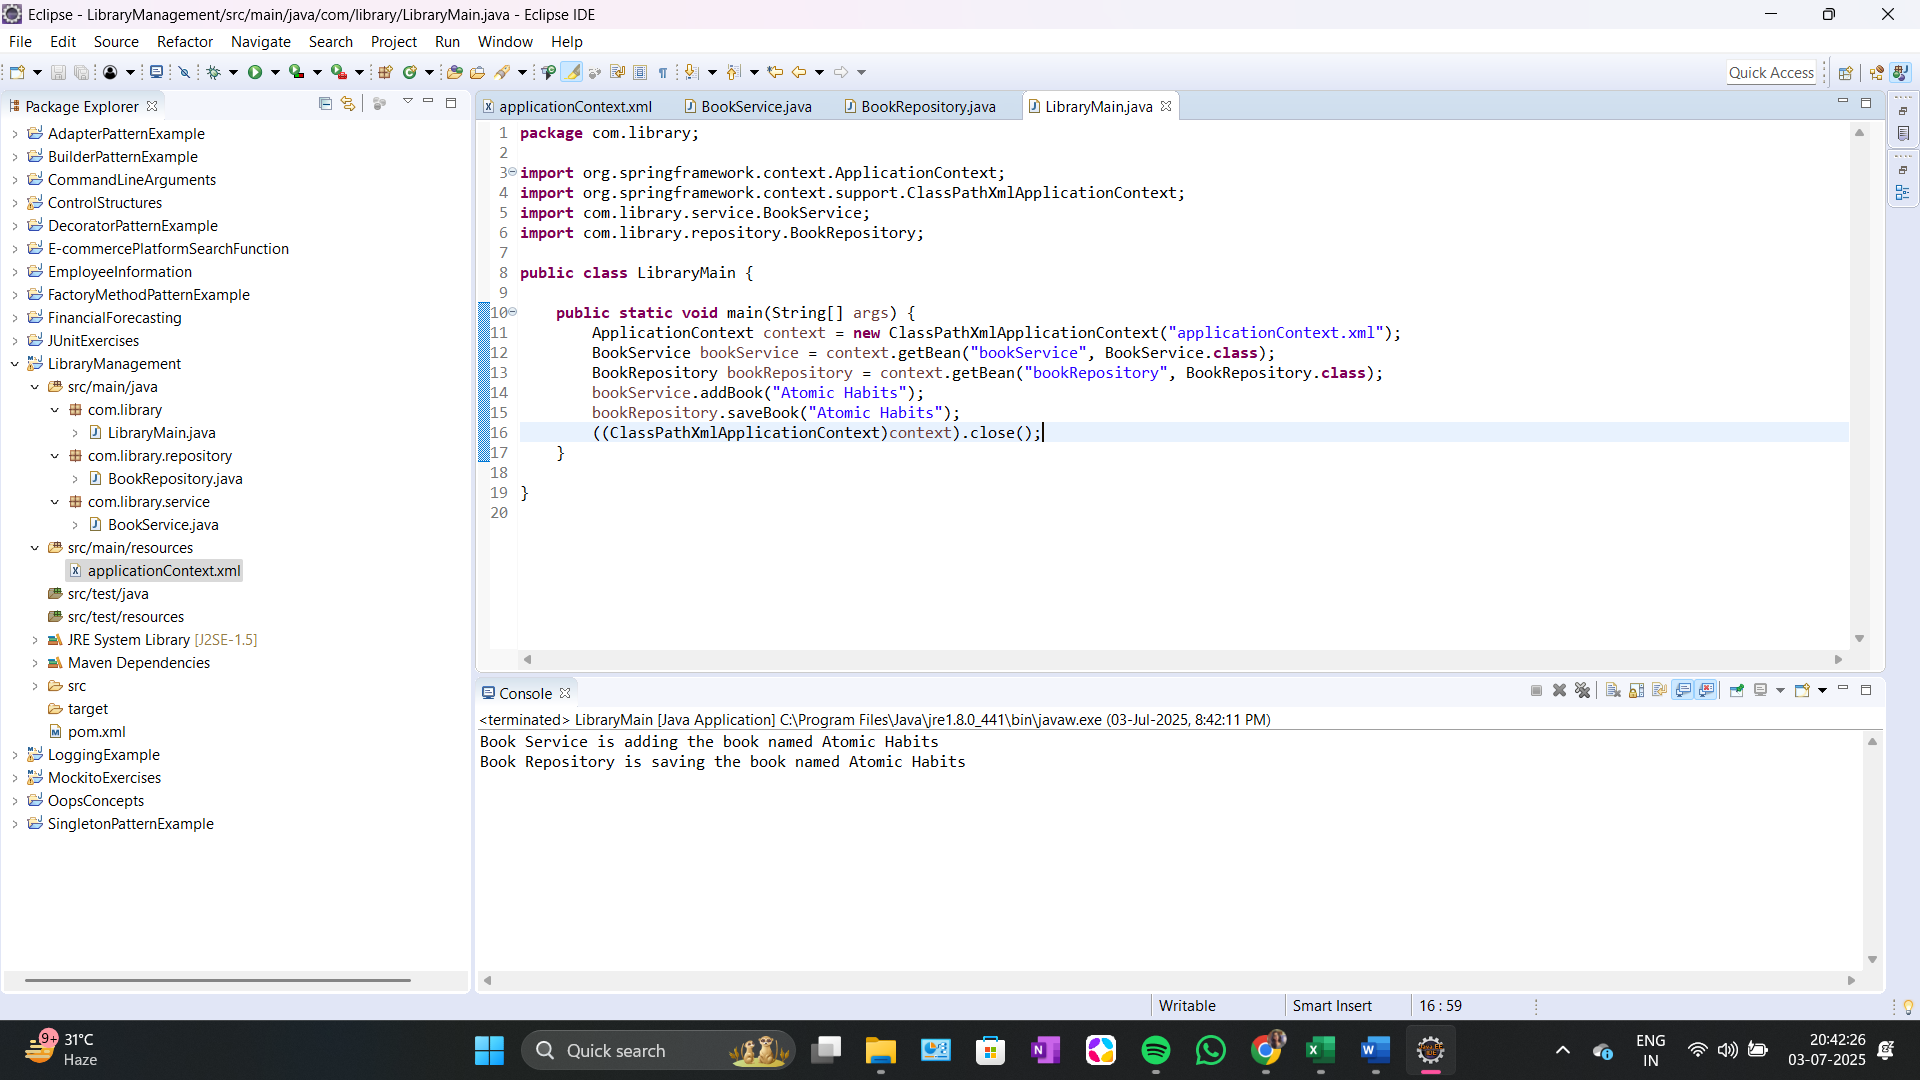 Eclipse - LibraryManagement/src/main/java/com/library/LibraryMain.java - Eclipse IDE
File Edit Source Refactor Navigate Search Project Run Window Help
Quick Access
Package Explorer
AdapterPatternExample
BuilderPatternExample
CommandLineArguments
ControlStructures
DecoratorPatternExample
E-commercePlatformSearchFunction
EmployeeInformation
FactoryMethodPatternExample
FinancialForecasting
JUnitExercises
LibraryManagement
src/main/java
com.library
LibraryMain.java
com.library.repository
BookRepository.java
com.library.service
BookService.java
src/main/resources
applicationContext.xml
src/test/java
src/test/resources
JRE System Library [J2SE-1.5]
Maven Dependencies
src
target
pom.xml
LoggingExample
MockitoExercises
OopsConcepts
SingletonPatternExample
applicationContext.xml BookService.java BookRepository.java LibraryMain.java
1 package com.library;
2
3 import org.springframework.context.ApplicationContext;
4 import org.springframework.context.support.ClassPathXmlApplicationContext;
5 import com.library.service.BookService;
6 import com.library.repository.BookRepository;
7
8 public class LibraryMain {
9
10 public static void main(String[] args) {
11 ApplicationContext context = new ClassPathXmlApplicationContext("applicationContext.xml");
12 BookService bookService = context.getBean("bookService", BookService.class);
13 BookRepository bookRepository = context.getBean("bookRepository", BookRepository.class);
14 bookService.addBook("Atomic Habits");
15 bookRepository.saveBook("Atomic Habits");
16 ((ClassPathXmlApplicationContext)context).close();
17 }
18
19 }
20
Console
<terminated> LibraryMain [Java Application] C:\Program Files\Java\jre1.8.0_441\bin\javaw.exe (03-Jul-2025, 8:42:11 PM)
Book Service is adding the book named Atomic Habits
Book Repository is saving the book named Atomic Habits
Writable Smart Insert 16 : 59
9+ 31°C
Haze
Quick search
ENG
IN
20:42:26
03-07-2025